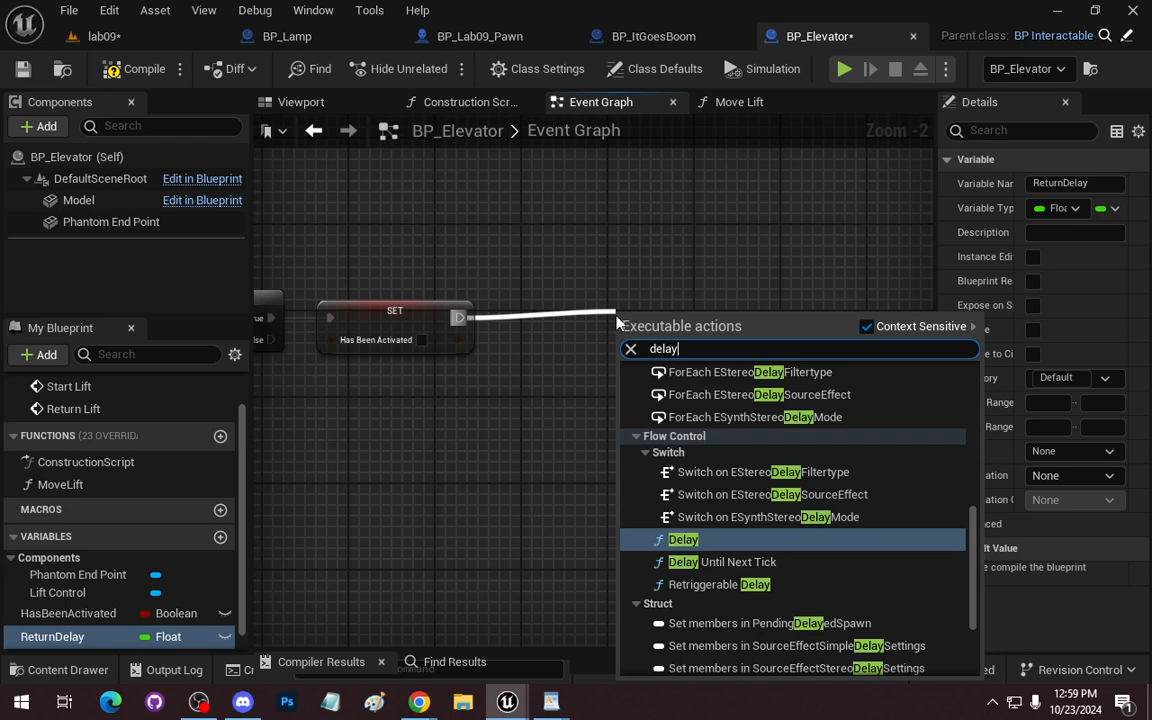 File Edit Asset View Debug Window Tools Help
lab09* BP_Lamp BP_Lab09_Pawn BP_ItGoesBoom BP_Elevator* Parent class: BP Interactable
Compile Diff Find Hide Unrelated Class Settings Class Defaults Simulation BP_Elevator
Components Viewport Construction Scr... Event Graph Move Lift Details
Add Search BP_Elevator > Event Graph Zoom -2 Search
BP_Elevator (Self) Variable
DefaultSceneRoot Edit in Blueprint Variable Nar ReturnDelay
Model Edit in Blueprint Variable Typ Floa
Phantom End Point Description
Instance Edi
Blueprint Re
Expose on S
SET
My Blueprint Has Been Activated Executable actions Context Sensitive
Add Search delay
Start Lift ForEach EStereoDelayFiltertype Default
Return Lift ForEach EStereoDelaySourceEffect Range
FUNCTIONS (23 OVERRID ForEach ESynthStereoDelayMode Range
Flow Control
Switch None
ConstructionScript Switch on EStereoDelayFiltertype None
MoveLift Switch on EStereoDelaySourceEffect None
MACROS Switch on ESynthStereoDelayMode
VARIABLES Delay
Components Delay Until Next Tick
Phantom End Point Retriggerable Delay
Lift Control Struct
HasBeenActivated Boolean Set members in PendingDelayedSpawn
ReturnDelay Float Set members in SourceEffectSimpleDelaySettings
Set members in SourceEffectStereoDelaySettings
Value
e compile the blueprint
Content Drawer Output Log Compiler Results Find Results Revision Control
12:59 PM
10/23/2024